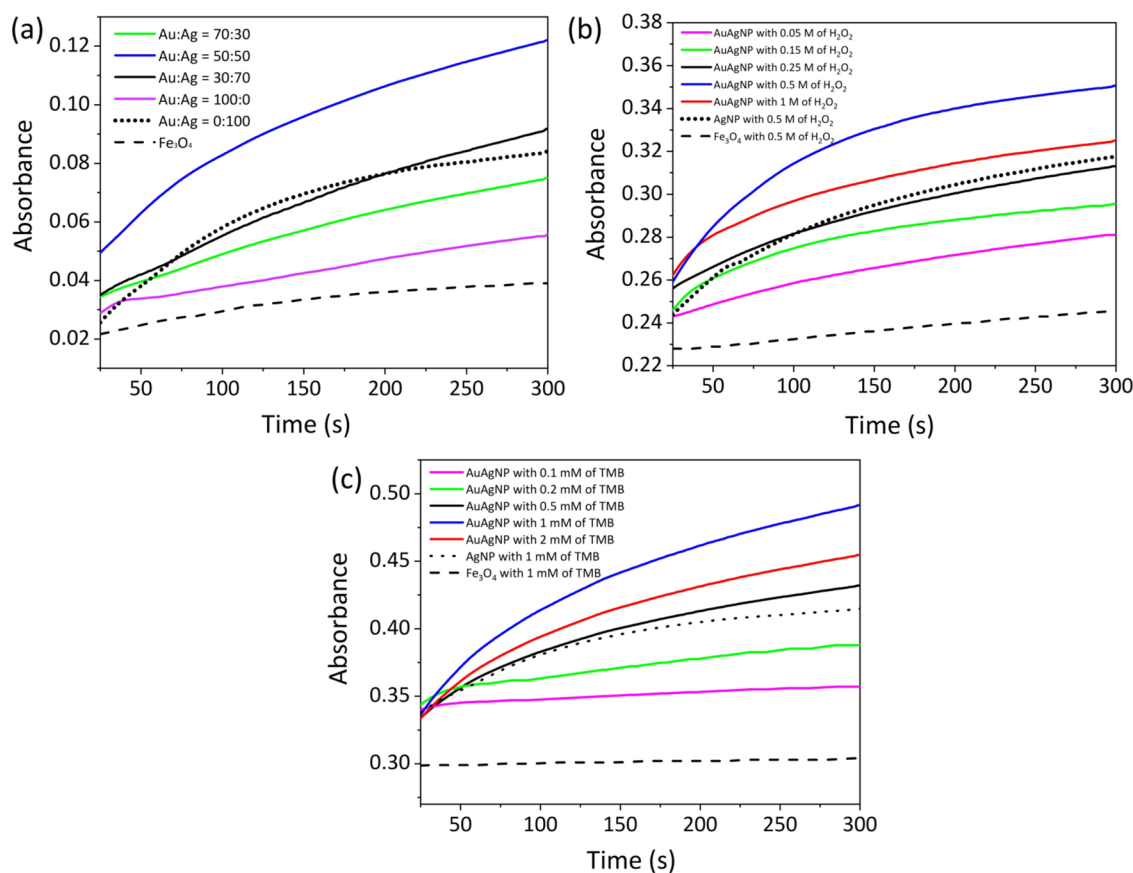 (a)
Au:Ag = 70:30
Au:Ag = 50:50
Au:Ag = 30:70
Au:Ag = 100:0
Au:Ag = 0:100
Fe₃O₄
0.12
0.10
0.08
0.06
0.04
0.02
Absorbance
50 100 150 200 250 300
Time (s)
(b)
AuAgNP with 0.05 M of H₂O₂
AuAgNP with 0.15 M of H₂O₂
AuAgNP with 0.25 M of H₂O₂
AuAgNP with 0.5 M of H₂O₂
AuAgNP with 1 M of H₂O₂
AgNP with 0.5 M of H₂O₂
Fe₃O₄ with 0.5 M of H₂O₂
0.38
0.36
0.34
0.32
0.30
0.28
0.26
0.24
0.22
Absorbance
50 100 150 200 250 300
Time (s)
(c)
AuAgNP with 0.1 mM of TMB
AuAgNP with 0.2 mM of TMB
AuAgNP with 0.5 mM of TMB
AuAgNP with 1 mM of TMB
AuAgNP with 2 mM of TMB
AgNP with 1 mM of TMB
Fe₃O₄ with 1 mM of TMB
0.50
0.45
0.40
0.35
0.30
Absorbance
50 100 150 200 250 300
Time (s)